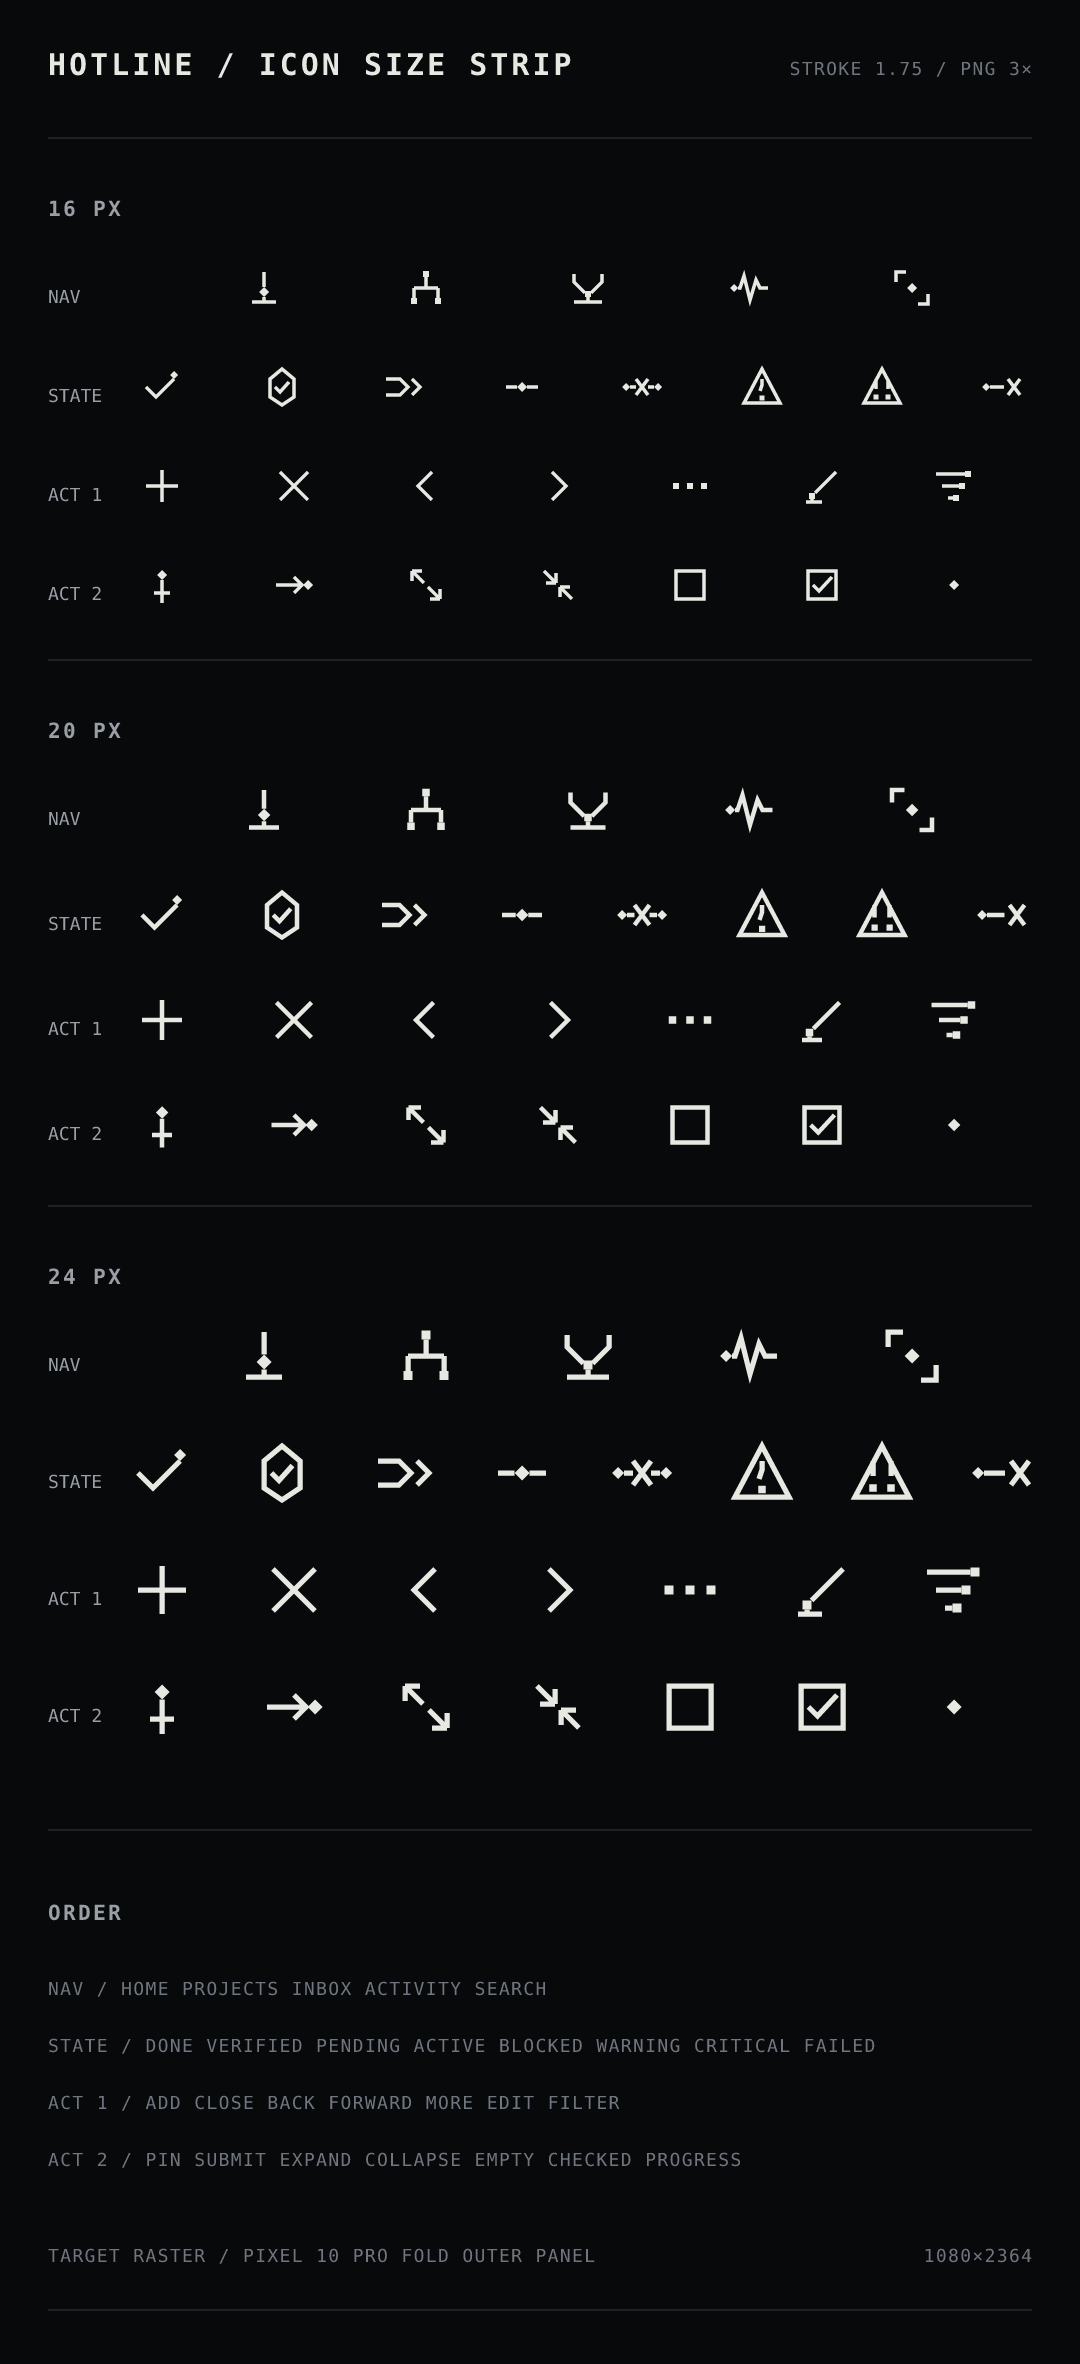 HOTLINE / ICON SIZE STRIP
STROKE 1.75 / PNG 3×
16 PX
NAV
STATE
ACT 1
ACT 2
20 PX
NAV
STATE
ACT 1
ACT 2
24 PX
NAV
STATE
ACT 1
ACT 2
ORDER
NAV / HOME PROJECTS INBOX ACTIVITY SEARCH
STATE / DONE VERIFIED PENDING ACTIVE BLOCKED WARNING CRITICAL FAILED
ACT 1 / ADD CLOSE BACK FORWARD MORE EDIT FILTER
ACT 2 / PIN SUBMIT EXPAND COLLAPSE EMPTY CHECKED PROGRESS
TARGET RASTER / PIXEL 10 PRO FOLD OUTER PANEL
1080×2364